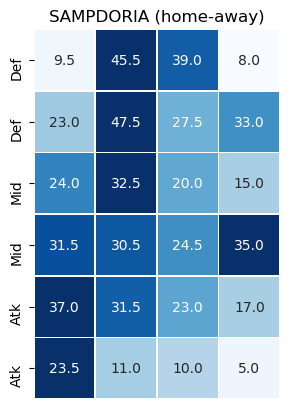 SAMPDORIA (home-away)
Def 9.5 45.5 39.0 8.0
Def 23.0 47.5 27.5 33.0
Mid 24.0 32.5 20.0 15.0
Mid 31.5 30.5 24.5 35.0
Atk 37.0 31.5 23.0 17.0
Atk 23.5 11.0 10.0 5.0